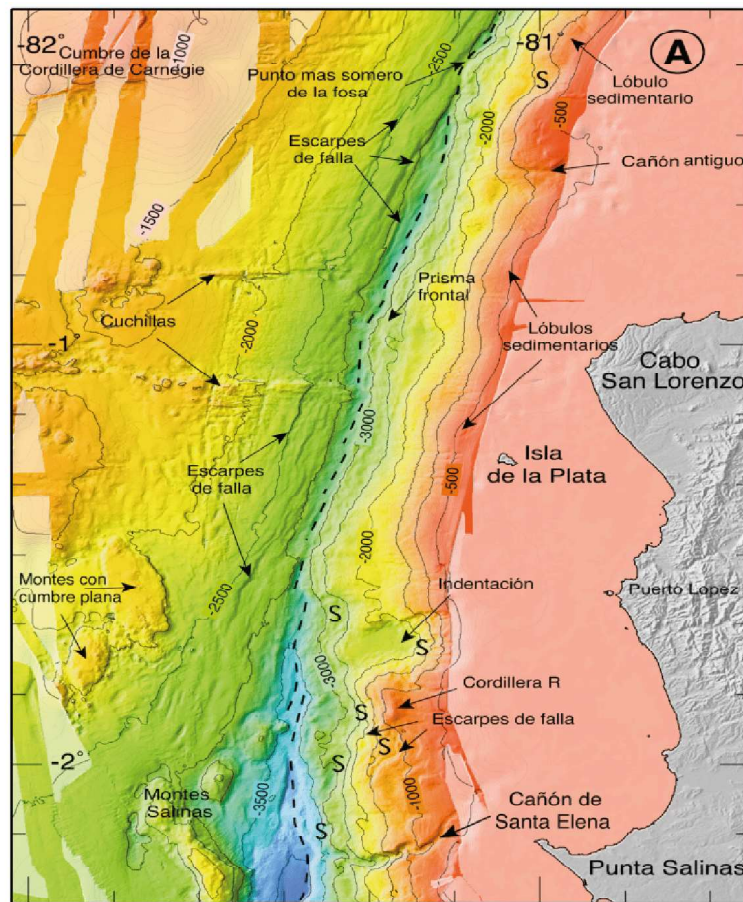 -82°
Cumbre de la
Cordillera de Carnegie
-1000
-2500
-81°
A
Punto mas somero
de la fosa
S
Lóbulo
sedimentario
-500
-2000
Escarpes
de falla
Cañón antiguo
-1500
Prisma
frontal
Cuchillas
-2000
Lóbulos
sedimentarios
-1°
Cabo
San Lorenzo
-3000
Escarpes
de falla
Isla
de la Plata
-500
-2000
Montes con
cumbre plana
-2500
Indentación
Puerto Lopez
S
S
-3000
Cordillera R
S
Escarpes de falla
S
-2°
S
-1000
Montes
Salinas
-3500
Cañón de
Santa Elena
S
Punta Salinas